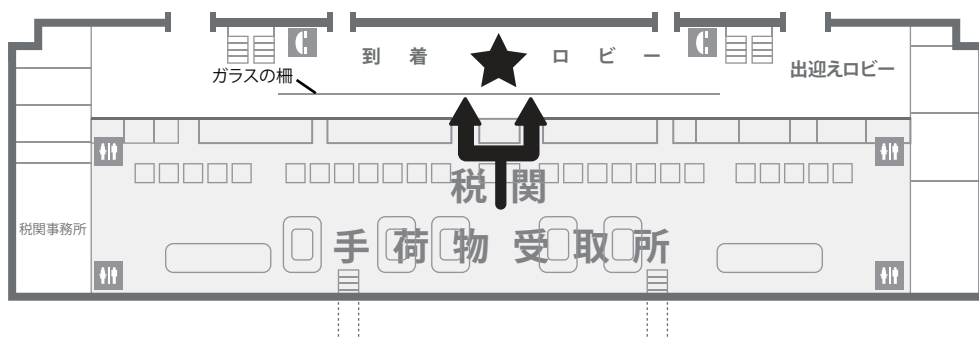 到着ロビー
ガラスの柵
出迎えロビー
税関
税関事務所
手荷物受取所